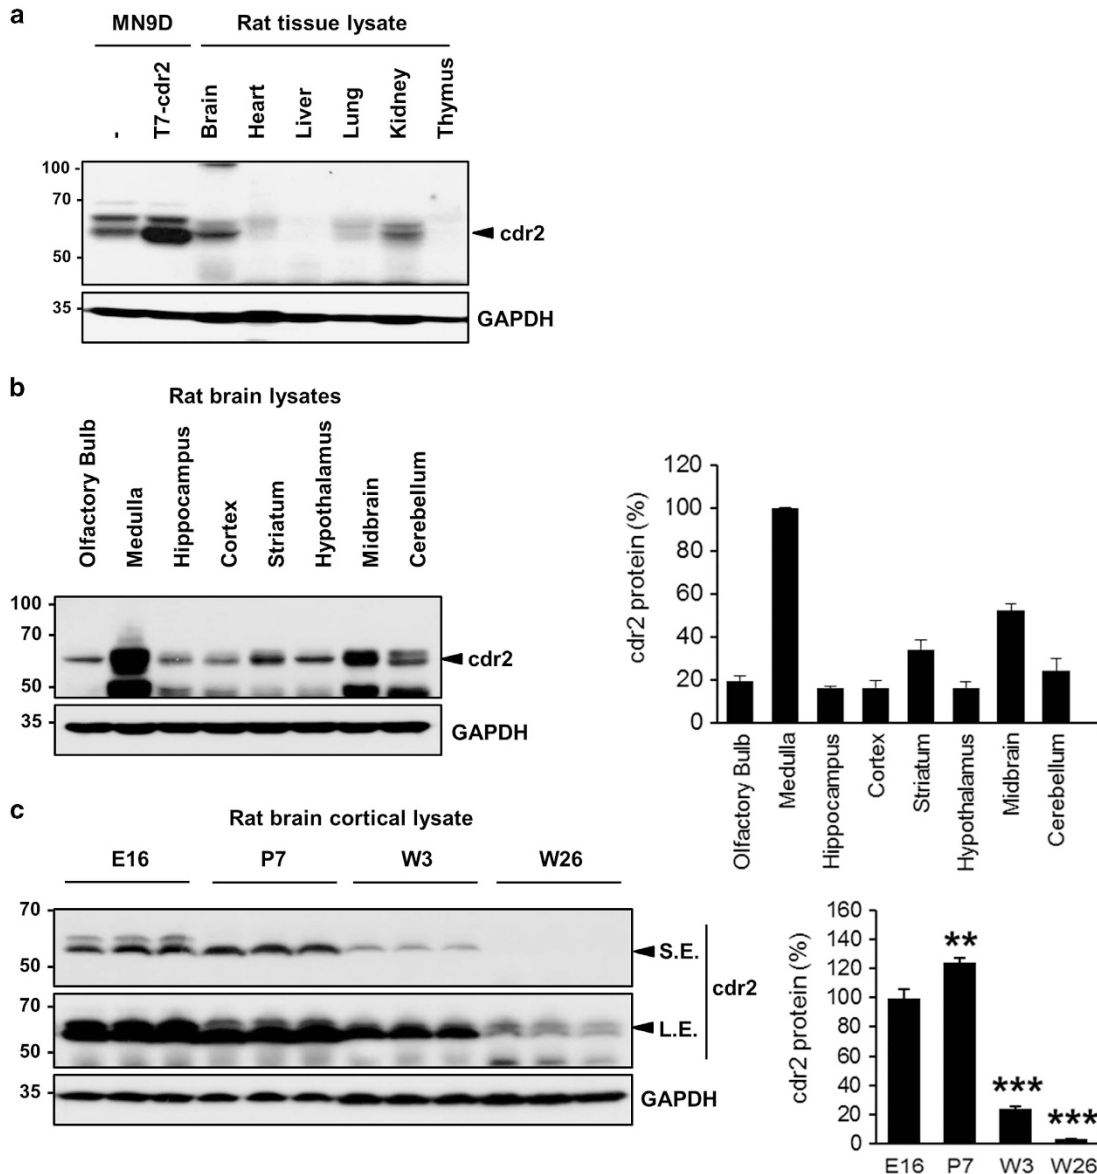 a
MN9D Rat tissue lysate
- T7-cdr2 Brain Heart Liver Lung Kidney Thymus
100 -
70 -
cdr2
50 -
35 -
GAPDH
b
Rat brain lysates
Olfactory Bulb Medulla Hippocampus Cortex Striatum Hypothalamus Midbrain Cerebellum
100 -
70 -
cdr2
50 -
35 -
GAPDH
cdr2 protein (%)
120
100
80
60
40
20
0
Olfactory Bulb Medulla Hippocampus Cortex Striatum Hypothalamus Midbrain Cerebellum
c
Rat brain cortical lysate
E16 P7 W3 W26
70 -
S.E.
50 -
cdr2
70 -
L.E.
50 -
35 -
GAPDH
cdr2 protein (%)
160
140
120
100
80
60
40
20
0
** *** ***
E16 P7 W3 W26